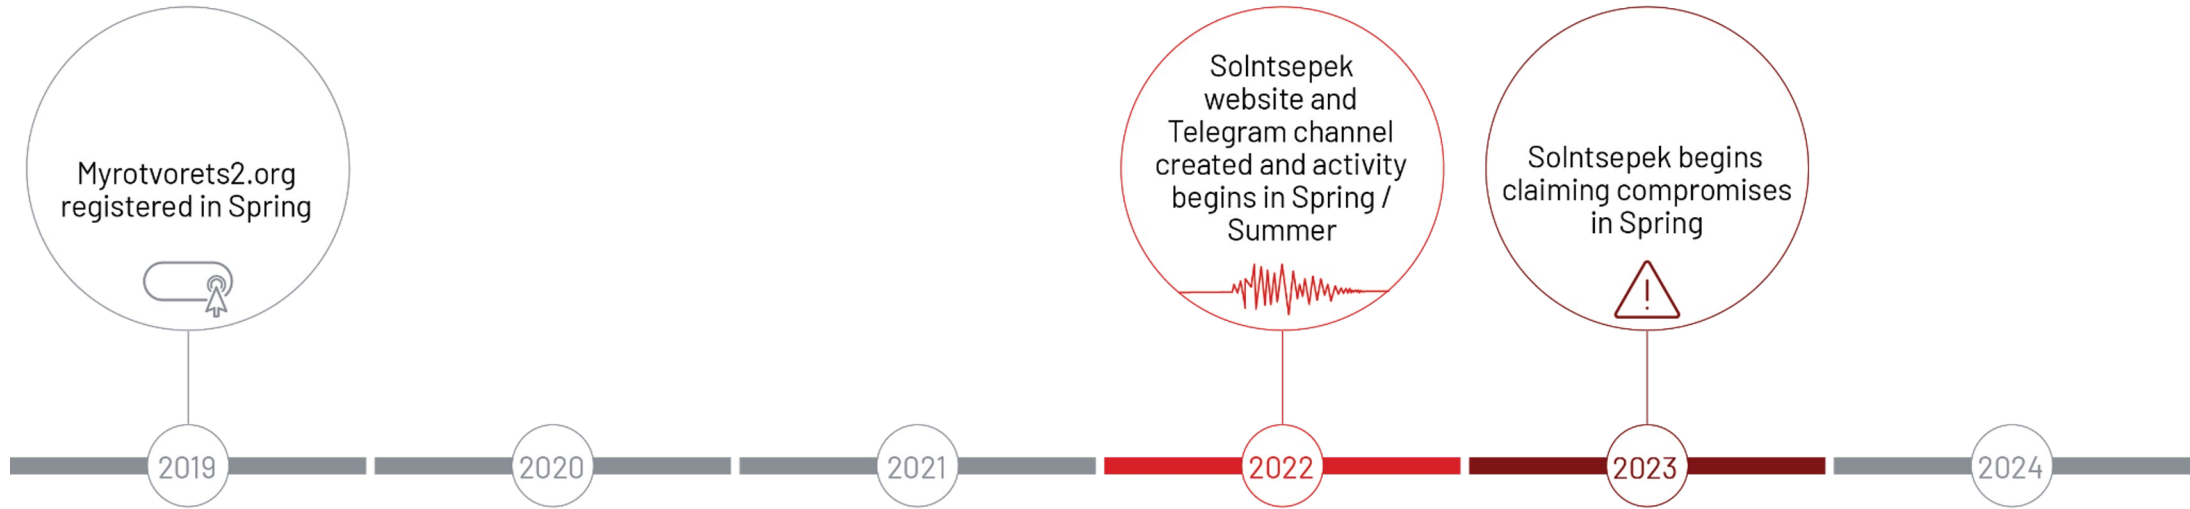 Myrotvorets2.org
registered in Spring
Solntsepek
website and
Telegram channel
created and activity
begins in Spring /
Summer
Solntsepek begins
claiming compromises
in Spring
2019
2020
2021
2022
2023
2024